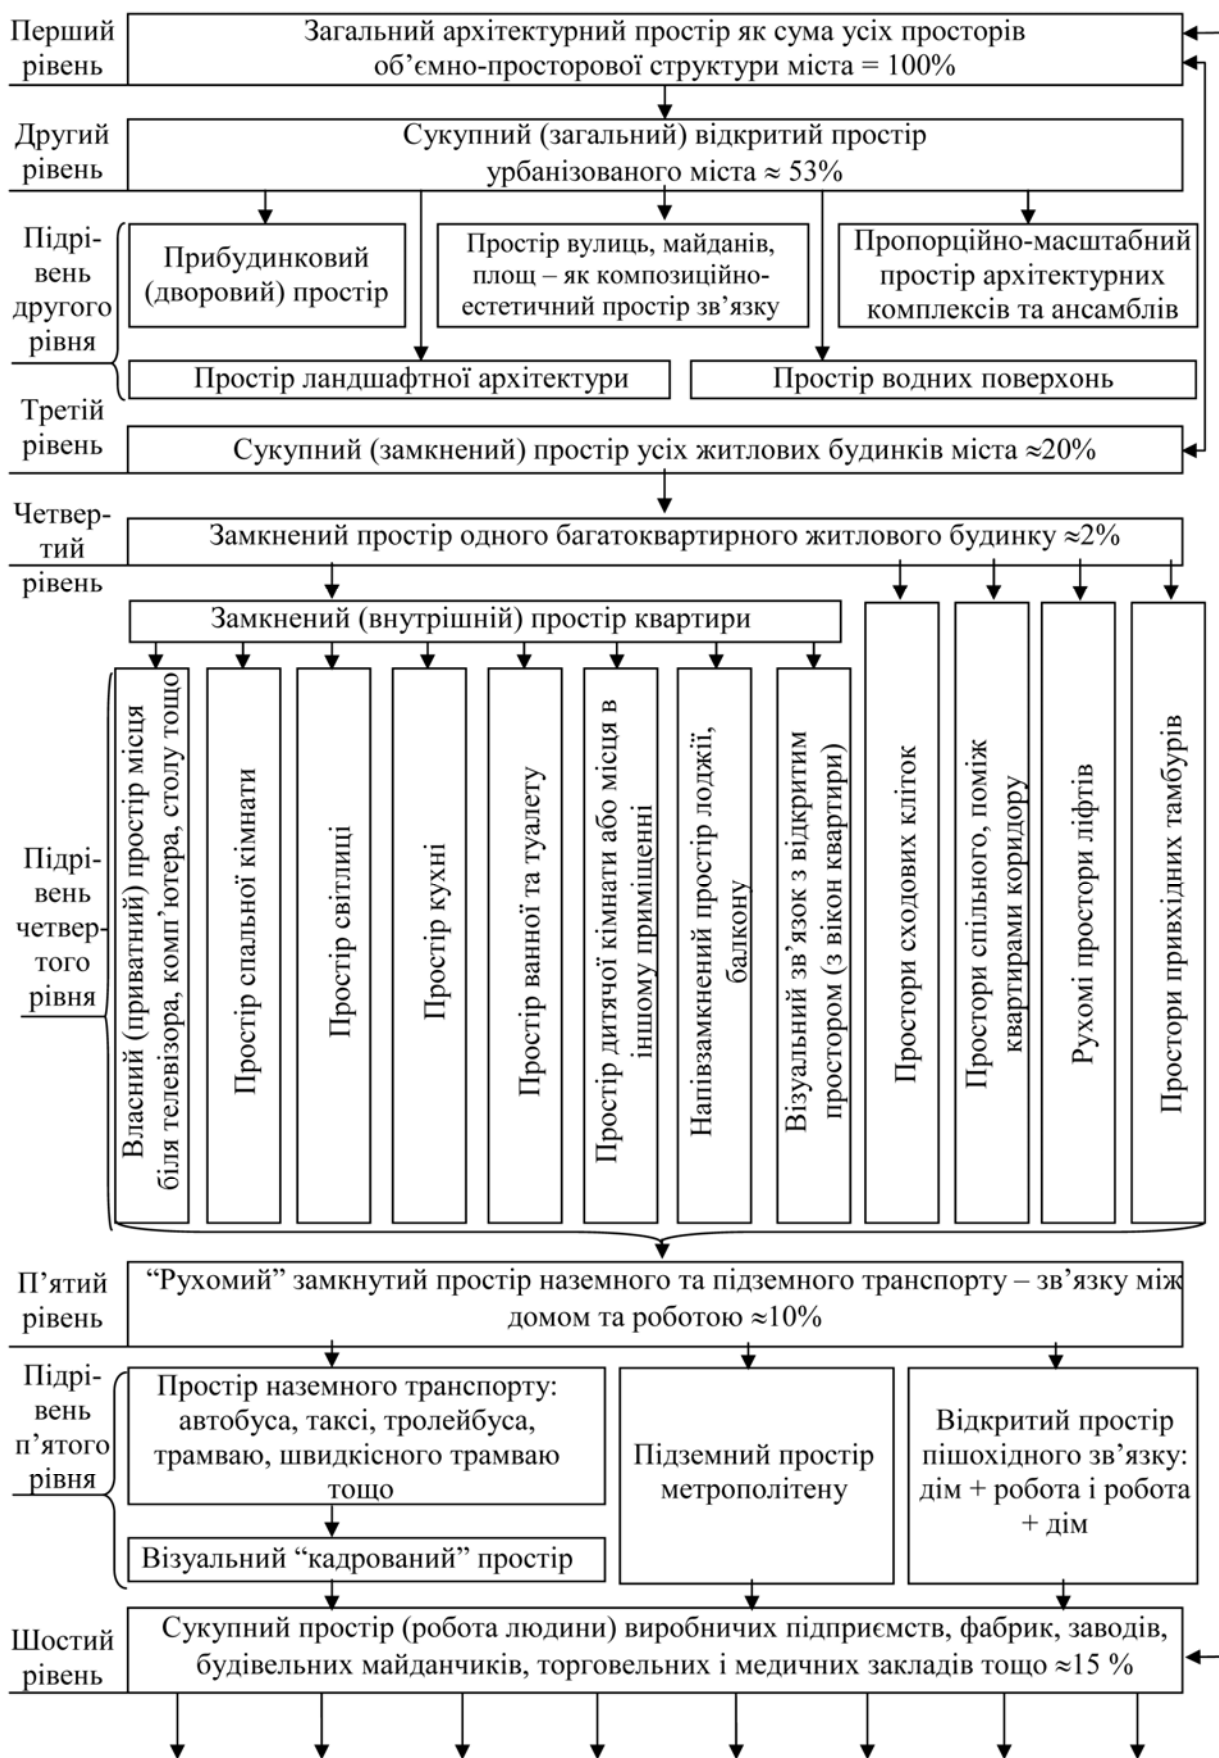 Перший
рівень
Загальний архітектурний простір як сума усіх просторів
об’ємно-просторової структури міста = 100%
Другий
рівень
Сукупний (загальний) відкритий простір
урбанізованого міста ≈ 53%
Підрі-
вень
другого
рівня
Прибудинковий
(дворовий) простір
Простір вулиць, майданів,
площ – як композиційно-
естетичний простір зв’язку
Пропорційно-масштабний
простір архітектурних
комплексів та ансамблів
Простір ландшафтної архітектури
Простір водних поверхонь
Третій
рівень
Сукупний (замкнений) простір усіх житлових будинків міста ≈20%
Четвер-
тий
рівень
Замкнений простір одного багатоквартирного житлового будинку ≈2%
Замкнений (внутрішній) простір квартири
Підрі-
вень
четвер-
того
рівня
Власний (приватний) простір місця
біля телевізора, комп’ютера, столу тощо
Простір спальної кімнати
Простір світлиці
Простір кухні
Простір ванної та туалету
Простір дитячої кімнати або місця в
іншому приміщенні
Напівзамкнений простір лоджії,
балкону
Візуальний зв’язок з відкритим
простором (з вікон квартири)
Простори сходових кліток
Простори спільного, поміж
квартирами коридору
Рухомі простори ліфтів
Простори привхідних тамбурів
П’ятий
рівень
“Рухомий” замкнутий простір наземного та підземного транспорту – зв’язку між
домом та роботою ≈10%
Підрі-
вень
п’ятого
рівня
Простір наземного транспорту:
автобуса, таксі, тролейбуса,
трамваю, швидкісного трамваю
тощо
Візуальний “кадрований” простір
Підземний простір
метрополітену
Відкритий простір
пішохідного зв’язку:
дім + робота і робота
+ дім
Шостий
рівень
Сукупний простір (робота людини) виробничих підприємств, фабрик, заводів,
будівельних майданчиків, торговельних і медичних закладів тощо ≈15 %